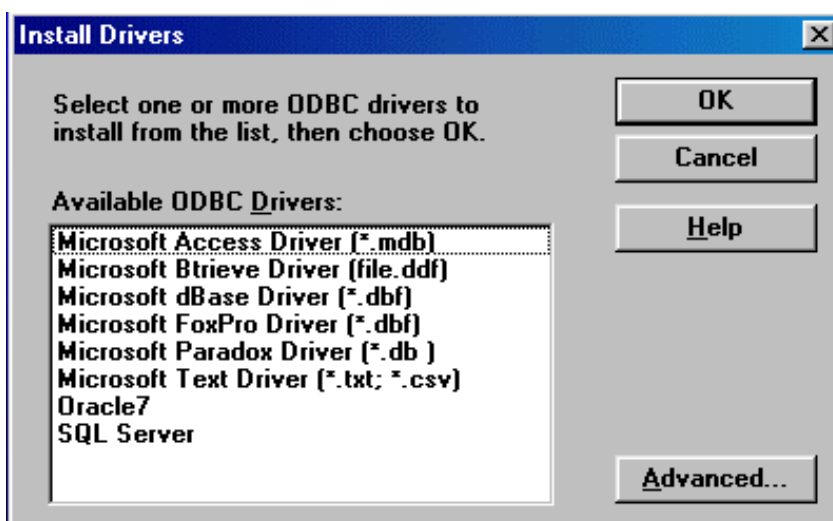 Install Drivers
Select one or more ODBC drivers to
install from the list, then choose OK.
Available ODBC Drivers:
Microsoft Access Driver (*.mdb)
Microsoft Btrieve Driver (file.ddf)
Microsoft dBase Driver (*.dbf)
Microsoft FoxPro Driver (*.dbf)
Microsoft Paradox Driver (*.db )
Microsoft Text Driver (*.txt; *.csv)
Oracle7
SQL Server
OK
Cancel
Help
Advanced...